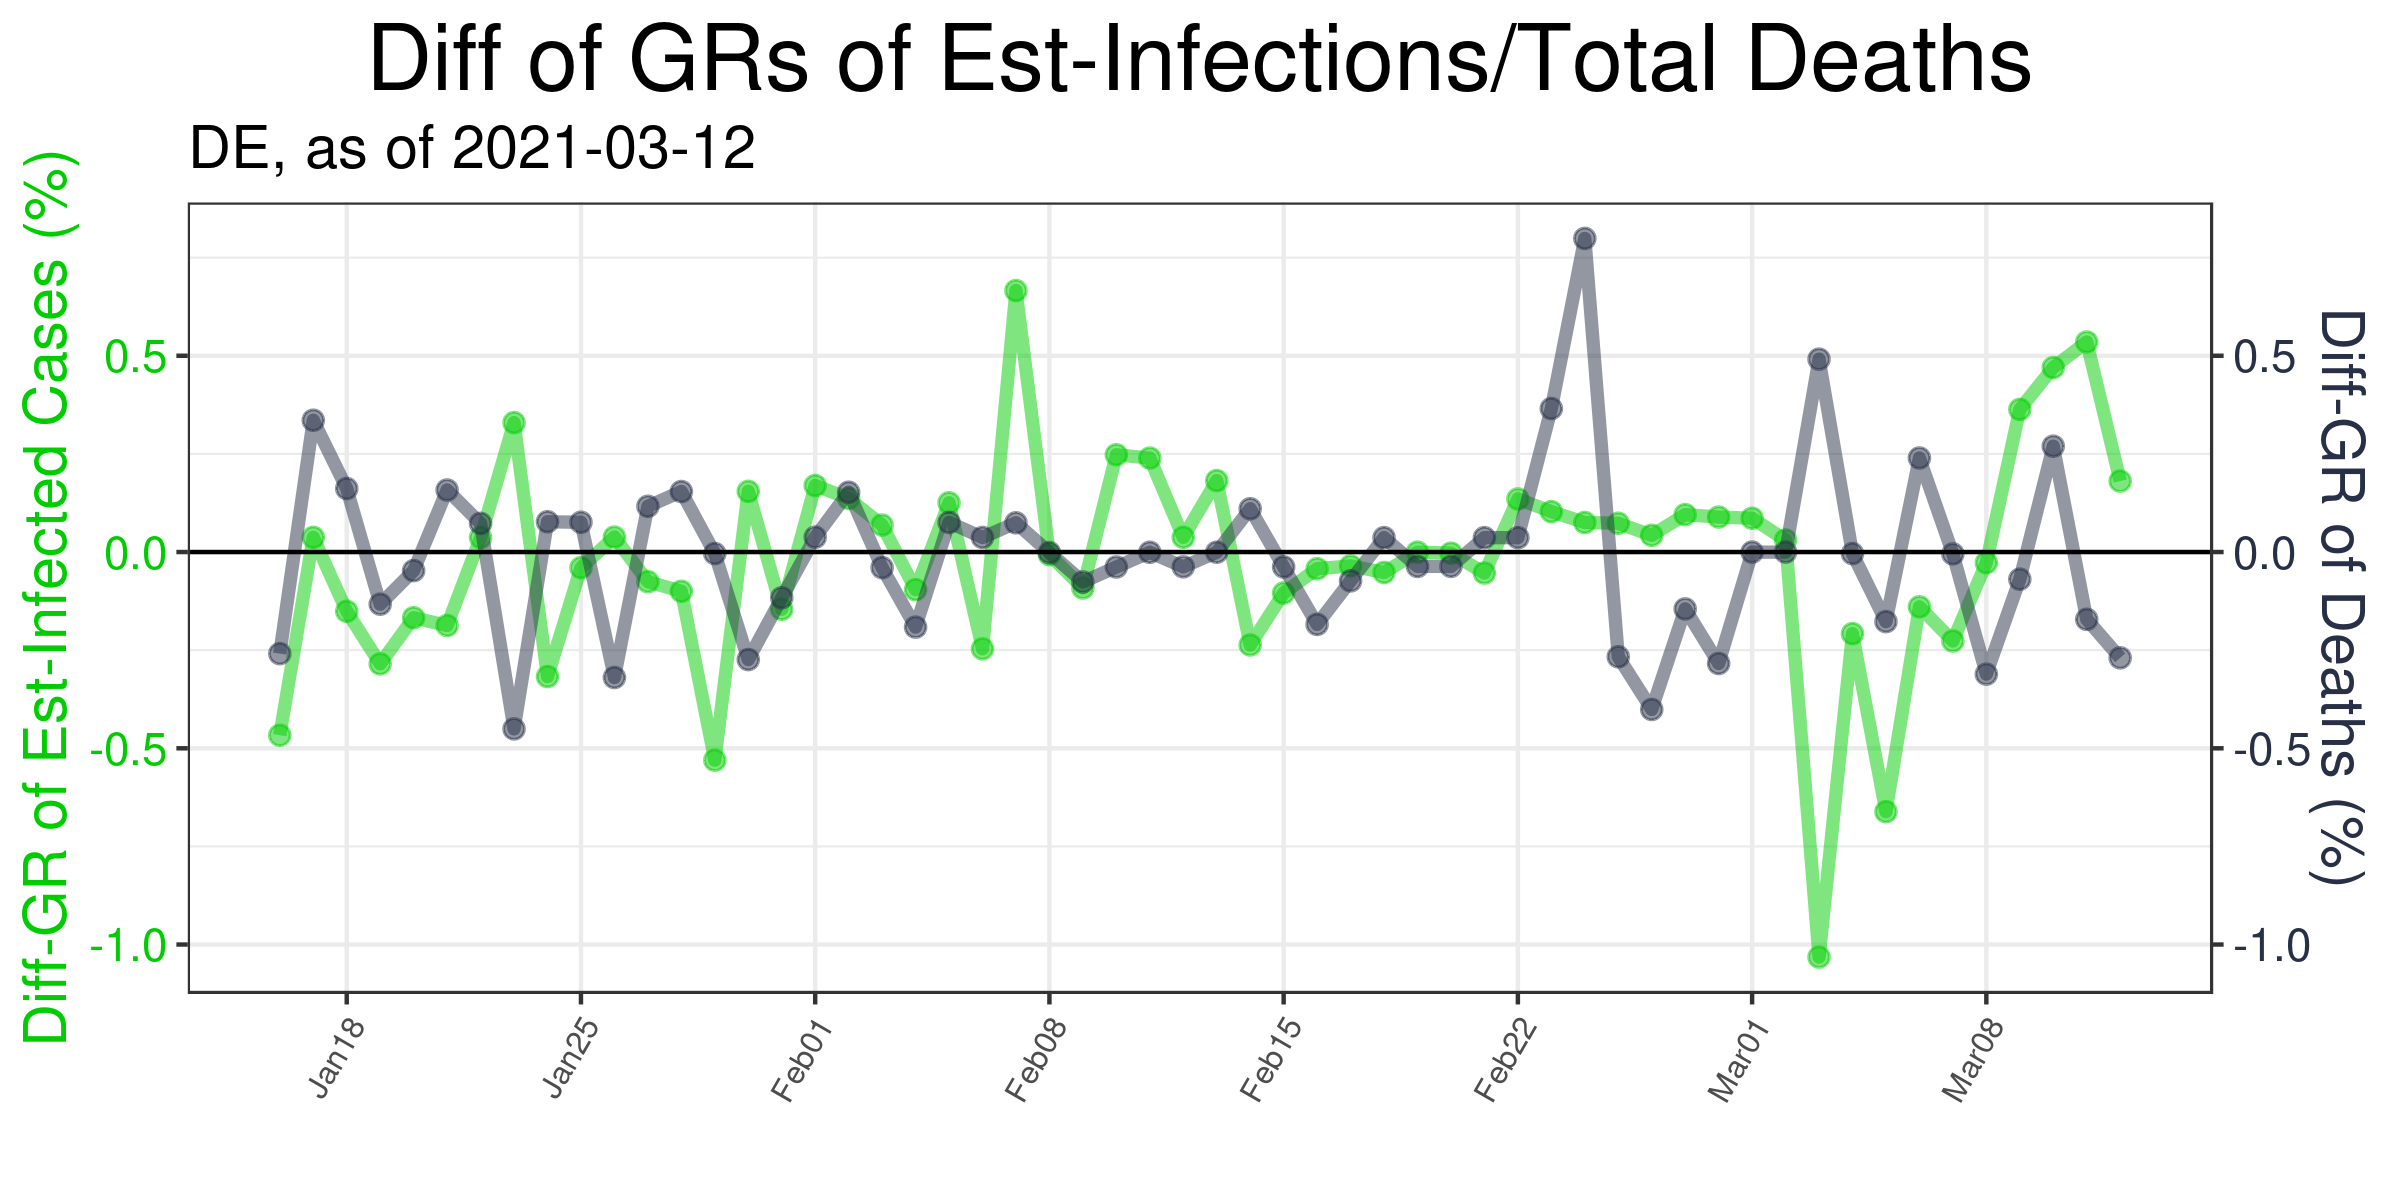 Diff of GRs of Est-Infections/Total Deaths
DE, as of 2021-03-12
Diff-GR of Est-Infected Cases (%)
0.5
0.0
-0.5
-1.0
0.5
0.0
-0.5
-1.0
Diff-GR of Deaths (%)
Jan18
Jan25
Feb01
Feb08
Feb15
Feb22
Mar01
Mar08